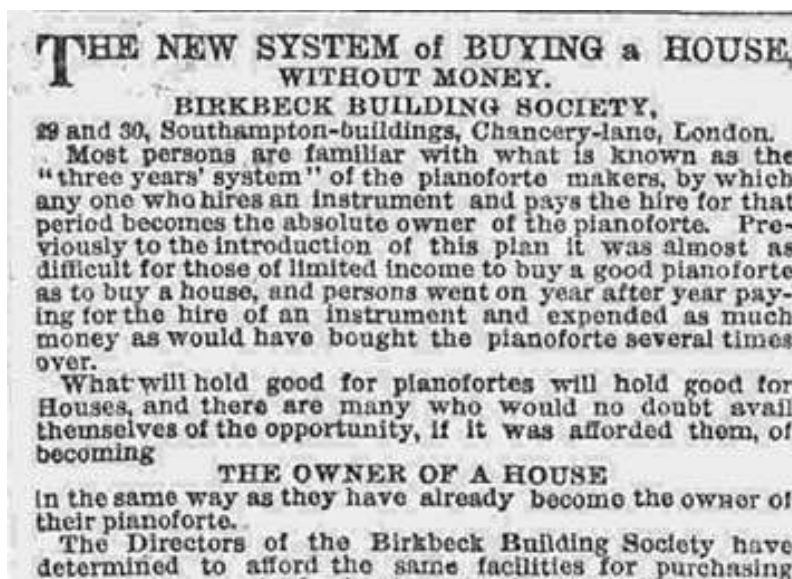 THE NEW SYSTEM of BUYING a HOUSE,
WITHOUT MONEY.
BIRKBECK BUILDING SOCIETY,
29 and 30, Southampton-buildings, Chancery-lane, London.
Most persons are familiar with what is known as the
"three years' system" of the pianoforte makers, by which
any one who hires an instrument and pays the hire for that
period becomes the absolute owner of the pianoforte. Pre-
viously to the introduction of this plan it was almost as
difficult for those of limited income to buy a good pianoforte
as to buy a house, and persons went on year after year pay-
ing for the hire of an instrument and expended as much
money as would have bought the pianoforte several times
over.
What will hold good for pianofortes will hold good for
Houses, and there are many who would no doubt avail
themselves of the opportunity, if it was afforded them, of
becoming
THE OWNER OF A HOUSE
in the same way as they have already become the owner of
their pianoforte.
The Directors of the Birkbeck Building Society have
determined to afford the same facilities for purchasing